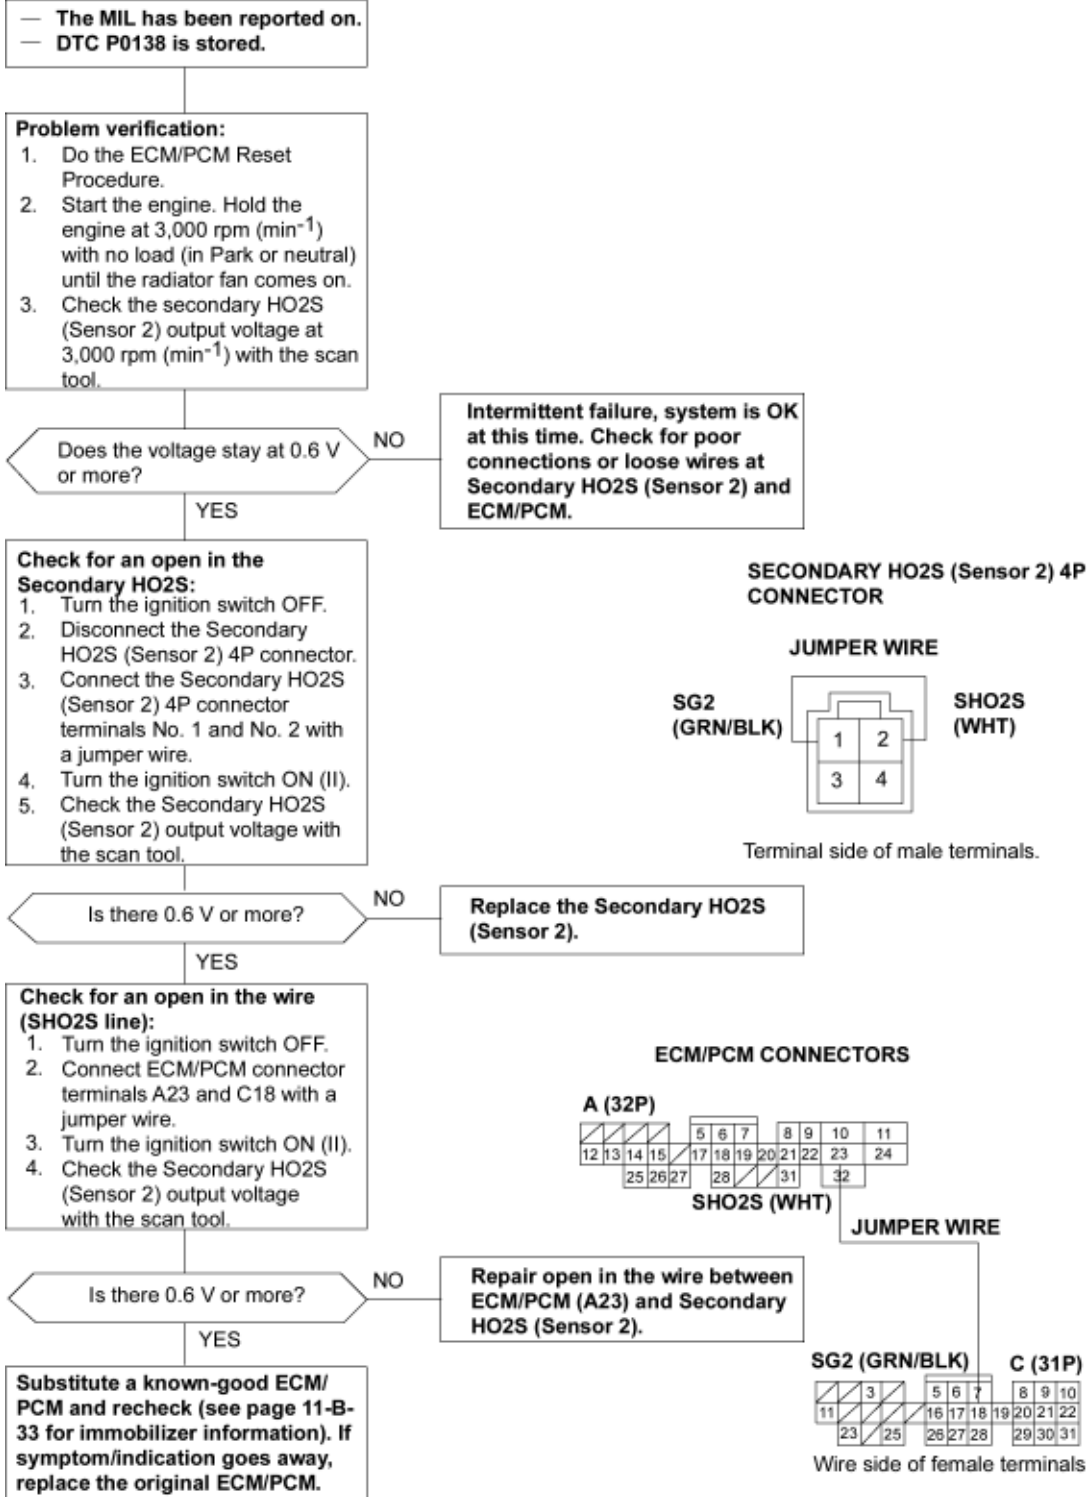 — The MIL has been reported on.
— DTC P0138 is stored.
Problem verification:
1. Do the ECM/PCM Reset
Procedure.
2. Start the engine. Hold the
engine at 3,000 rpm (min-1)
with no load (in Park or neutral)
until the radiator fan comes on.
3. Check the secondary HO2S
(Sensor 2) output voltage at
3,000 rpm (min-1) with the scan
tool.
Does the voltage stay at 0.6 V
or more?
NO
Intermittent failure, system is OK
at this time. Check for poor
connections or loose wires at
Secondary HO2S (Sensor 2) and
ECM/PCM.
YES
Check for an open in the
Secondary HO2S:
1. Turn the ignition switch OFF.
2. Disconnect the Secondary
HO2S (Sensor 2) 4P connector.
3. Connect the Secondary HO2S
(Sensor 2) 4P connector
terminals No. 1 and No. 2 with
a jumper wire.
4. Turn the ignition switch ON (II).
5. Check the Secondary HO2S
(Sensor 2) output voltage with
the scan tool.
SECONDARY HO2S (Sensor 2) 4P
CONNECTOR
JUMPER WIRE
SG2
(GRN/BLK)
SHO2S
(WHT)
1 2
3 4
Terminal side of male terminals.
Is there 0.6 V or more?
NO
Replace the Secondary HO2S
(Sensor 2).
YES
Check for an open in the wire
(SHO2S line):
1. Turn the ignition switch OFF.
2. Connect ECM/PCM connector
terminals A23 and C18 with a
jumper wire.
3. Turn the ignition switch ON (II).
4. Check the Secondary HO2S
(Sensor 2) output voltage
with the scan tool.
ECM/PCM CONNECTORS
A (32P)
5 6 7 8 9 10 11
12 13 14 15 17 18 19 20 21 22 23 24
25 26 27 28 31 32
SHO2S (WHT)
JUMPER WIRE
Is there 0.6 V or more?
NO
Repair open in the wire between
ECM/PCM (A23) and Secondary
HO2S (Sensor 2).
YES
Substitute a known-good ECM/
PCM and recheck (see page 11-B-
33 for immobilizer information). If
symptom/indication goes away,
replace the original ECM/PCM.
SG2 (GRN/BLK)
C (31P)
3 5 6 7 8 9 10
11 16 17 18 19 20 21 22
23 25 26 27 28 29 30 31
Wire side of female terminals